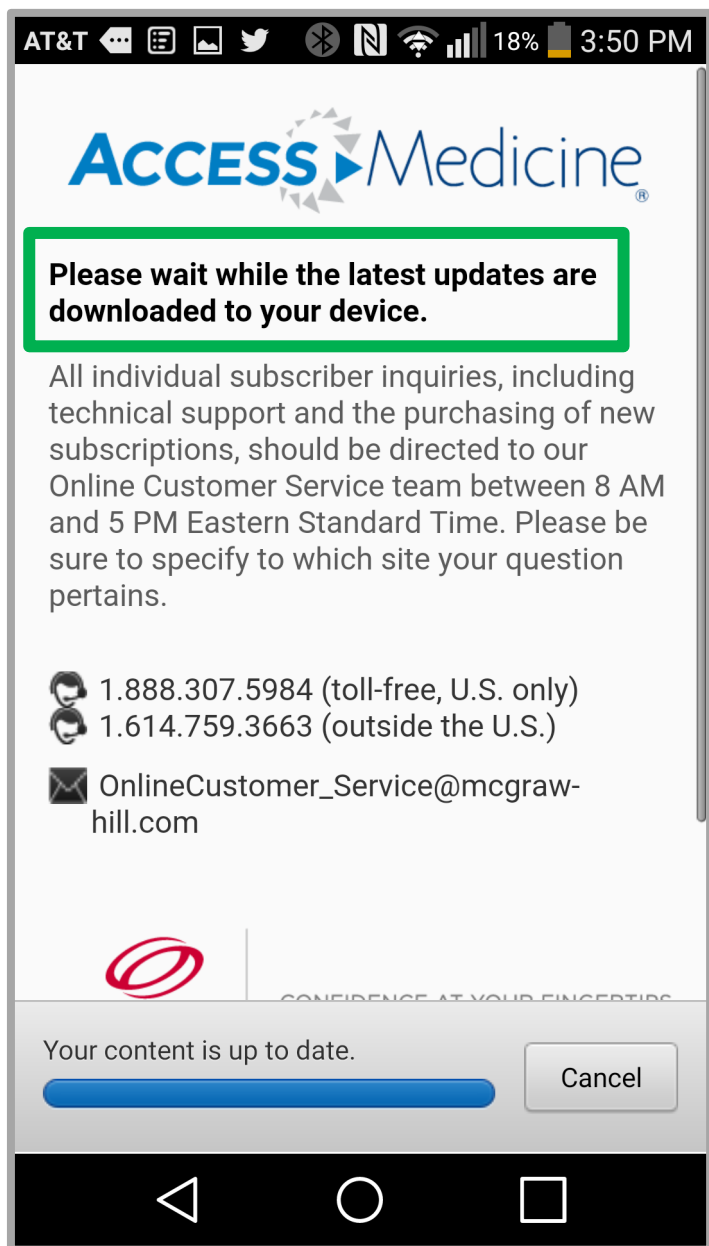 AT&T 18% 3:50 PM
ACCESS Medicine®
Please wait while the latest updates are
downloaded to your device.
All individual subscriber inquiries, including
technical support and the purchasing of new
subscriptions, should be directed to our
Online Customer Service team between 8 AM
and 5 PM Eastern Standard Time. Please be
sure to specify to which site your question
pertains.
1.888.307.5984 (toll-free, U.S. only)
1.614.759.3663 (outside the U.S.)
OnlineCustomer_Service@mcgraw-
hill.com
CONFIDENCE AT YOUR FINGERTIPS
Your content is up to date.
Cancel